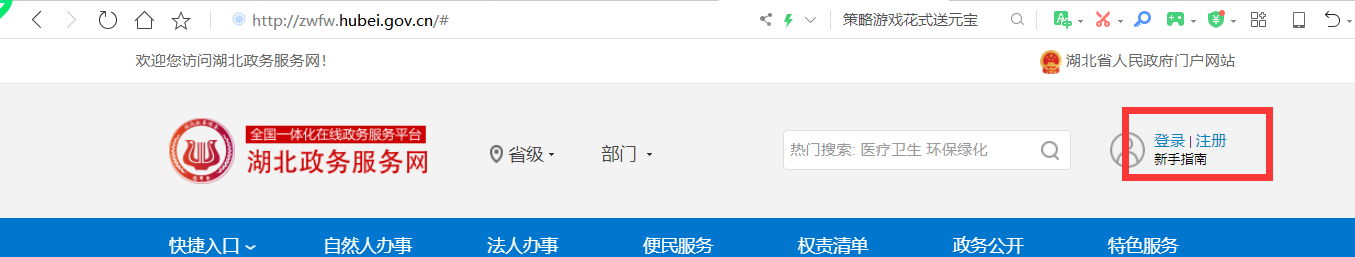 http://zwfw.hubei.gov.cn/#
策略游戏花式送元宝
欢迎您访问湖北政务服务网！
湖北省人民政府门户网站
全国一体化在线政务服务平台
湖北政务服务网
省级
部门
热门搜索: 医疗卫生 环保绿化
登录 | 注册
新手指南
快捷入口
自然人办事
法人办事
便民服务
权责清单
政务公开
特色服务